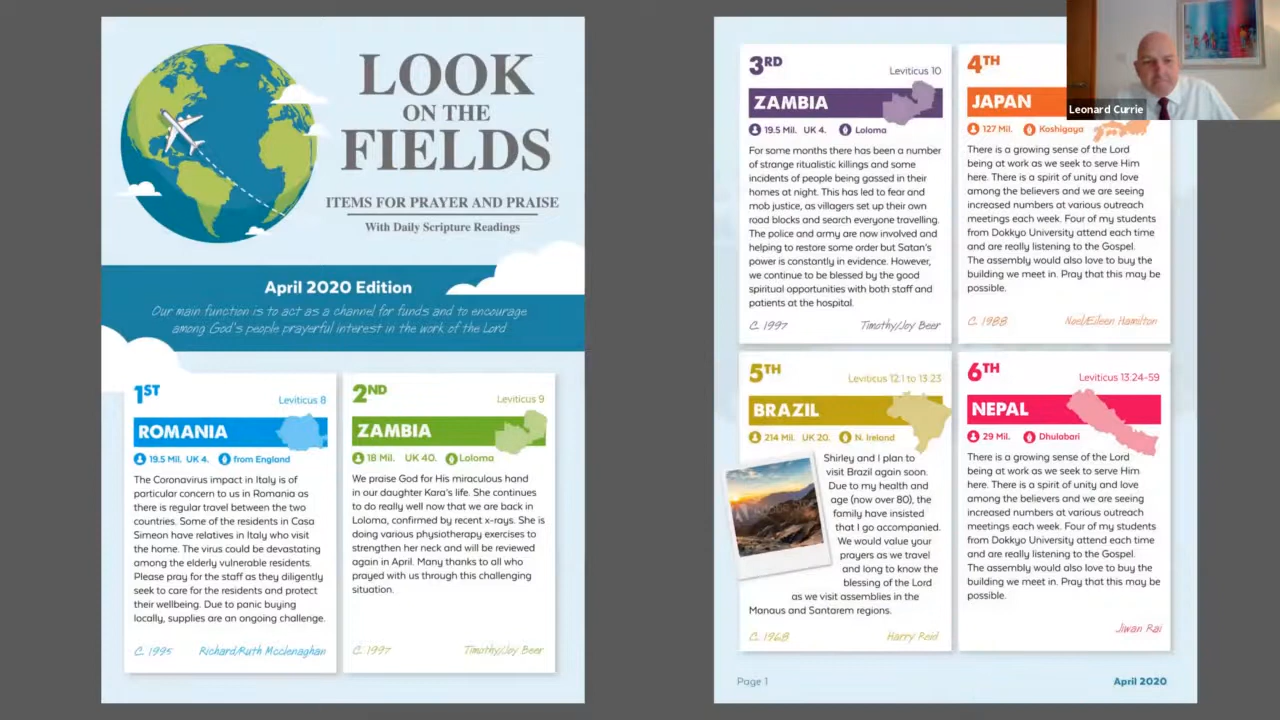 LOOK
ON THE
FIELDS
ITEMS FOR PRAYER AND PRAISE
With Daily Scripture Readings
April 2020 Edition
Our main function is to act as a channel for funds and to encourage
among God's people prayerful interest in the work of the Lord
1ST
Leviticus 8
ROMANIA
19.5 Mil. UK 4. from England
The Coronavirus impact in Italy is of
particular concern to us in Romania as
there is regular travel between the two
countries. Some of the residents in Casa
Simeon have relatives in Italy who visit
the home. The virus could be devastating
among the elderly vulnerable residents.
Please pray for the staff as they diligently
seek to care for the residents and protect
their wellbeing. Due to panic buying
locally, supplies are an ongoing challenge.
C. 1995 Richard/Ruth Mcclenaghan
2ND
Leviticus 9
ZAMBIA
18 Mil. UK 40. Loloma
We praise God for His miraculous hand
in our daughter Kara's life. She continues
to do really well now that we are back in
Loloma, confirmed by recent x-rays. She is
doing various physiotherapy exercises to
strengthen her neck and will be reviewed
again in April. Many thanks to all who
prayed with us through this challenging
situation.
C. 1997 Timothy/Joy Beer
3RD
Leviticus 10
ZAMBIA
19.5 Mil. UK 4. Loloma
For some months there has been a number
of strange ritualistic killings and some
incidents of people being gassed in their
homes at night. This has led to fear and
mob justice, as villagers set up their own
road blocks and search everyone travelling.
The police and army are now involved and
helping to restore some order but Satan's
power is constantly in evidence. However,
we continue to be blessed by the good
spiritual opportunities with both staff and
patients at the hospital.
C. 1997 Timothy/Joy Beer
4TH
JAPAN
127 Mil. Koshigaya
There is a growing sense of the Lord
being at work as we seek to serve Him
here. There is a spirit of unity and love
among the believers and we are seeing
increased numbers at various outreach
meetings each week. Four of my students
from Dokkyo University attend each time
and are really listening to the Gospel.
The assembly would also love to buy the
building we meet in. Pray that this may be
possible.
C. 1988 Noel/Eileen Hamilton
5TH
Leviticus 12:1 to 13:23
BRAZIL
214 Mil. UK 20. N. Ireland
Shirley and I plan to
visit Brazil again soon.
Due to my health and
age (now over 80), the
family have insisted
that I go accompanied.
We would value your
prayers as we travel
and long to know the
blessing of the Lord
as we visit assemblies in the
Manaus and Santarem regions.
C. 1968 Harry Reid
6TH
Leviticus 13:24-59
NEPAL
29 Mil. Dhulabari
There is a growing sense of the Lord
being at work as we seek to serve Him
here. There is a spirit of unity and love
among the believers and we are seeing
increased numbers at various outreach
meetings each week. Four of my students
from Dokkyo University attend each time
and are really listening to the Gospel.
The assembly would also love to buy the
building we meet in. Pray that this may be
possible.
Jiwan Rai
Page 1
April 2020
Leonard Currie